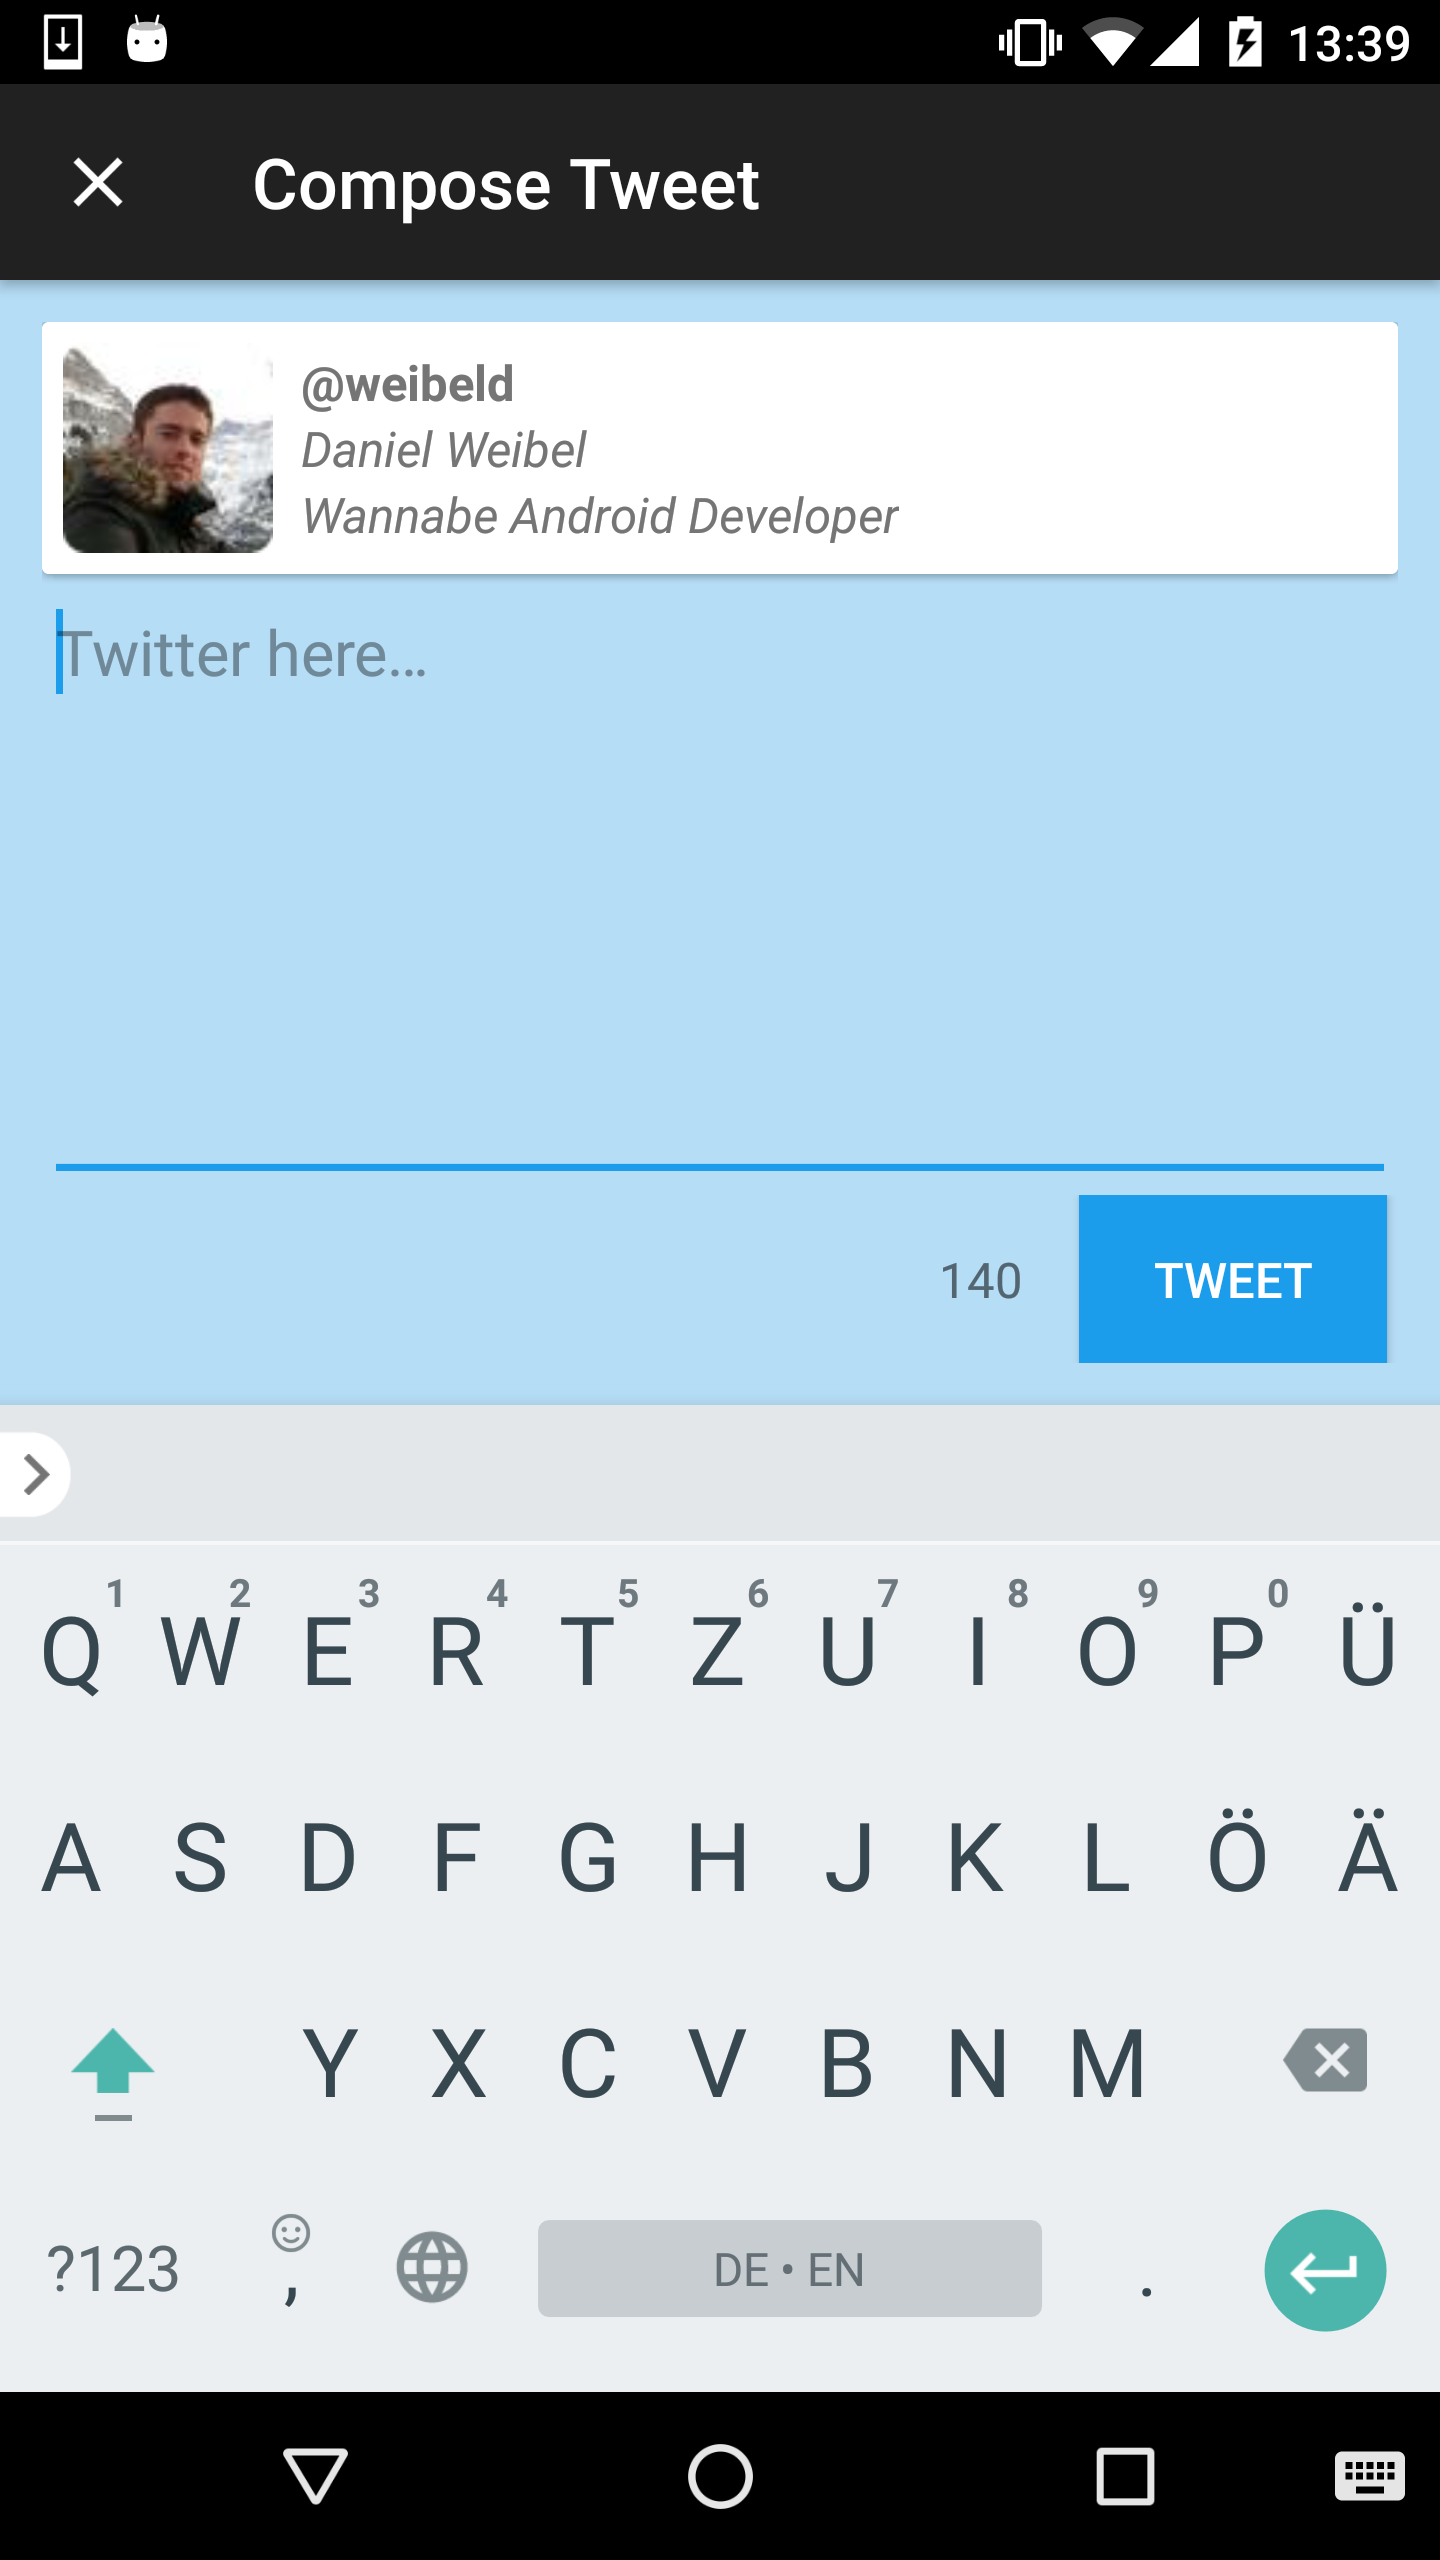 13:39
Compose Tweet
@weibeld
Daniel Weibel
Wannabe Android Developer
Twitter here...
140
TWEET
1 2 3 4 5 6 7 8 9 0
Q W E R T Z U I O P Ü
A S D F G H J K L Ö Ä
Y X C V B N M
?123 , DE • EN .